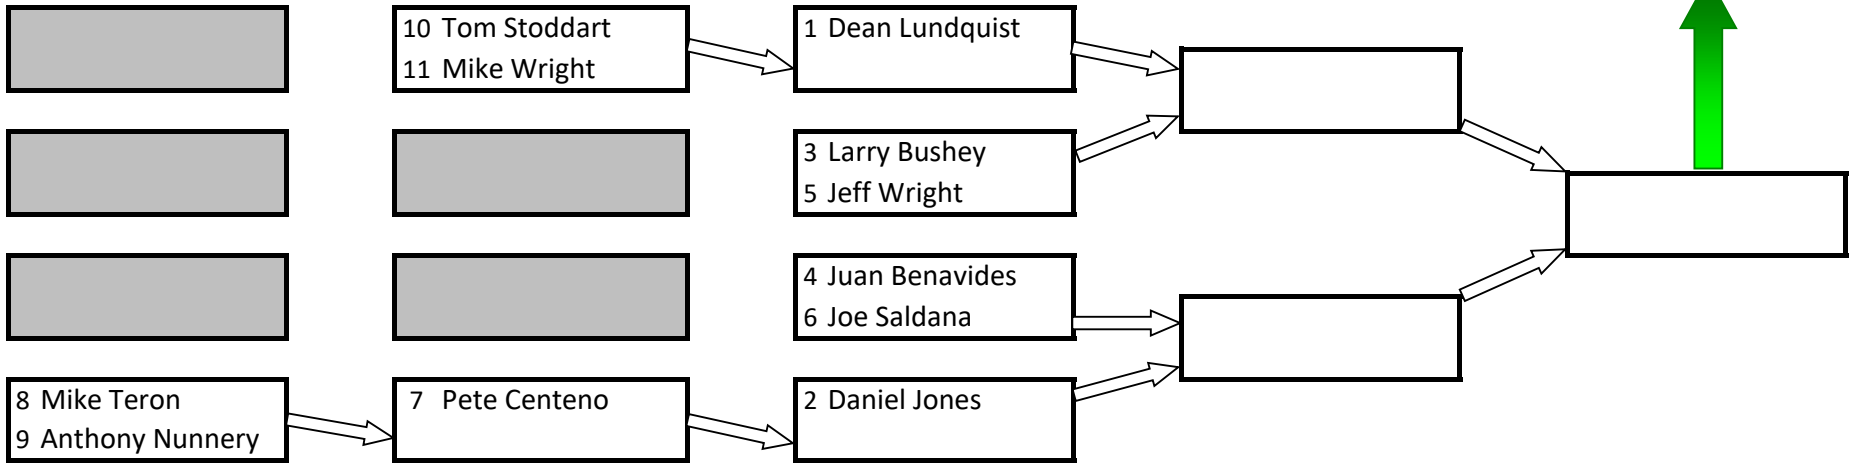 10 Tom Stoddart
11 Mike Wright
1 Dean Lundquist
3 Larry Bushey
5 Jeff Wright
4 Juan Benavides
6 Joe Saldana
8 Mike Teron
9 Anthony Nunnery
7 Pete Centeno
2 Daniel Jones